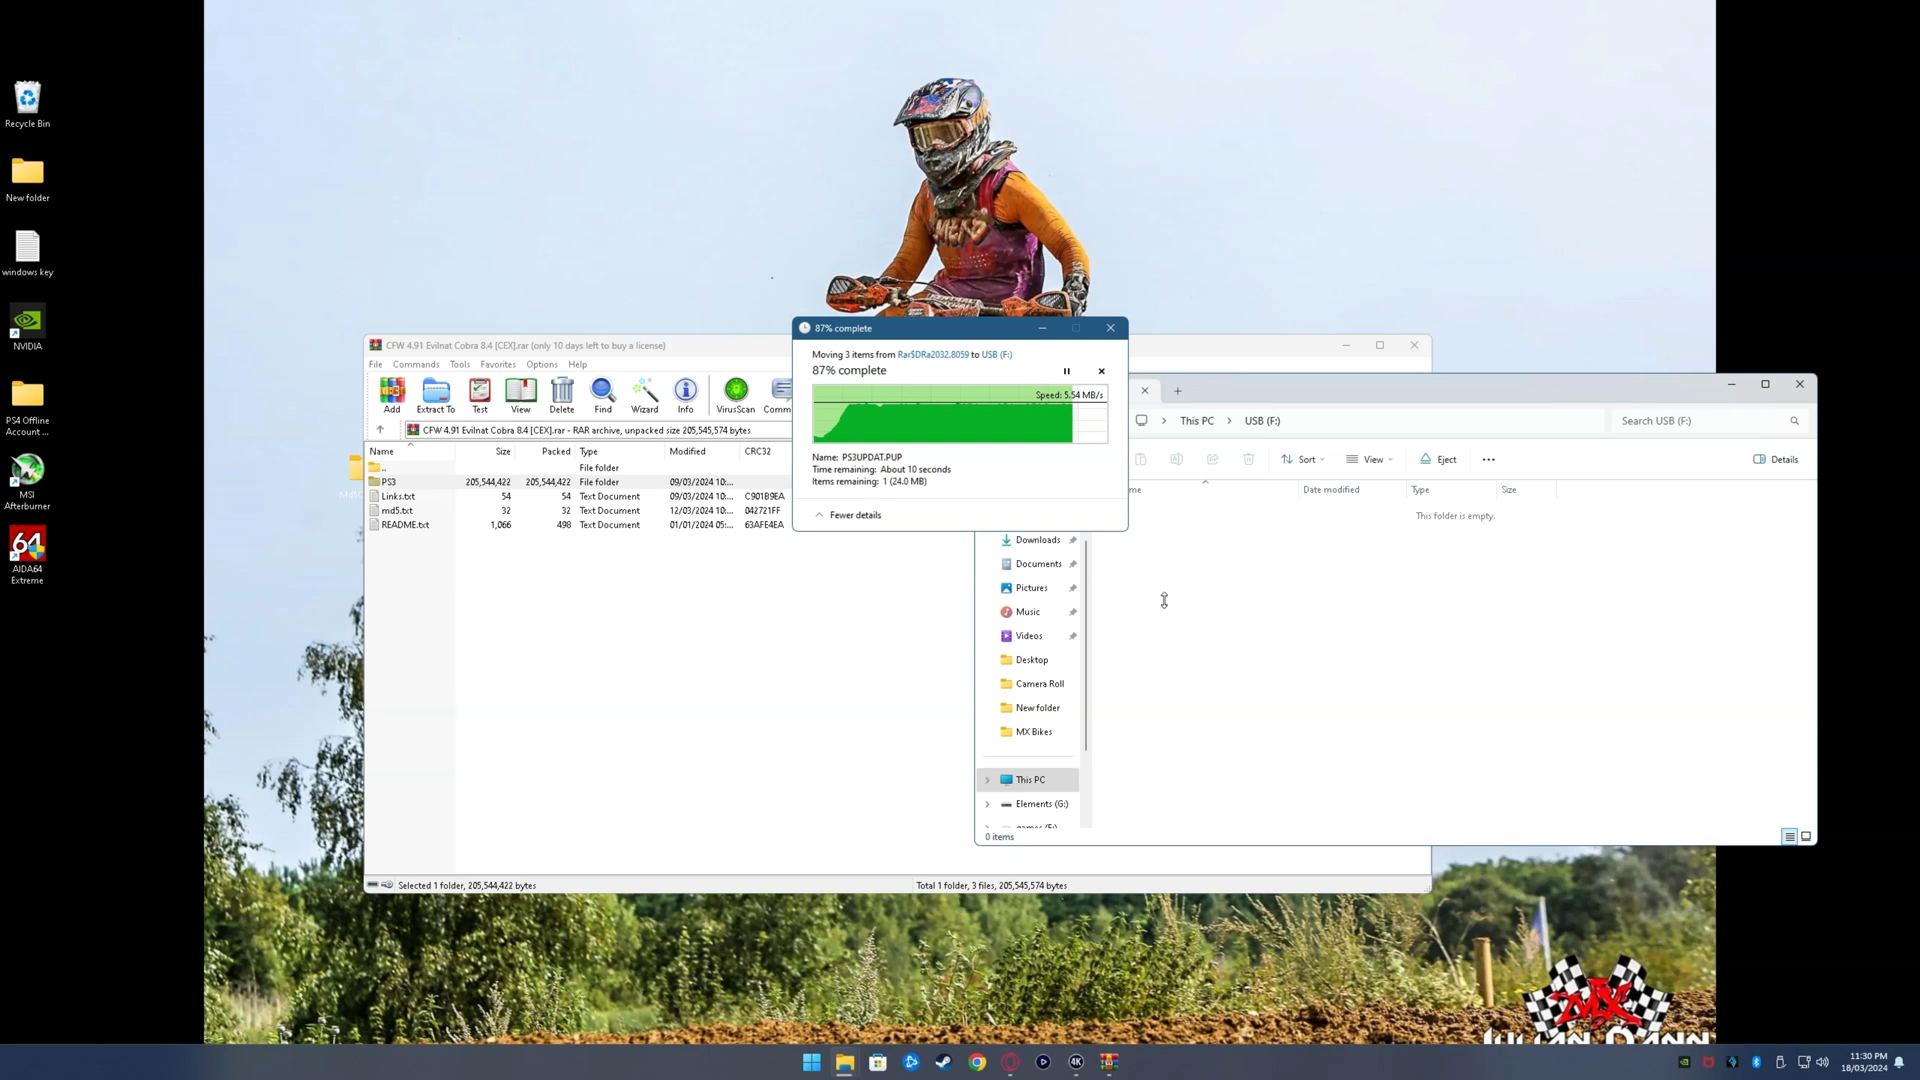 Recycle Bin
New folder
windows key
NVIDIA
PS4 Offline
Account ...
MSI
Afterburner
64
AIDA64
Extreme
CFW 4.91 Evilnat Cobra 8.4 [CEX].rar (only 10 days left to buy a license)
File Commands Tools Favorites Options Help
Add Extract To Test View Delete Find Wizard Info VirusScan Comm
CFW 4.91 Evilnat Cobra 8.4 [CEX].rar - RAR archive, unpacked size 205,545,574 bytes
Name Size Packed Type Modified CRC32
.. File folder
PS3 205,544,422 205,544,422 File folder 09/03/2024 10:...
Links.txt 54 54 Text Document 09/03/2024 10:... C901B9EA
md5.txt 32 32 Text Document 12/03/2024 10:... 042721FF
README.txt 1,066 498 Text Document 01/01/2024 05:... 63AFE4EA
Selected 1 folder, 205,544,422 bytes
Total 1 folder, 3 files, 205,545,574 bytes
87% complete
Moving 3 items from Rar$DRa2032.8059 to USB (F:)
87% complete
Speed: 5.54 MB/s
Name: PS3UPDAT.PUP
Time remaining: About 10 seconds
Items remaining: 1 (24.0 MB)
Fewer details
This PC > USB (F:)
Search USB (F:)
Sort View Eject ... Details
me Date modified Type Size
This folder is empty.
Downloads
Documents
Pictures
Music
Videos
Desktop
Camera Roll
New folder
MX Bikes
This PC
Elements (G:)
0 items
MX
4K
11:30 PM
18/03/2024